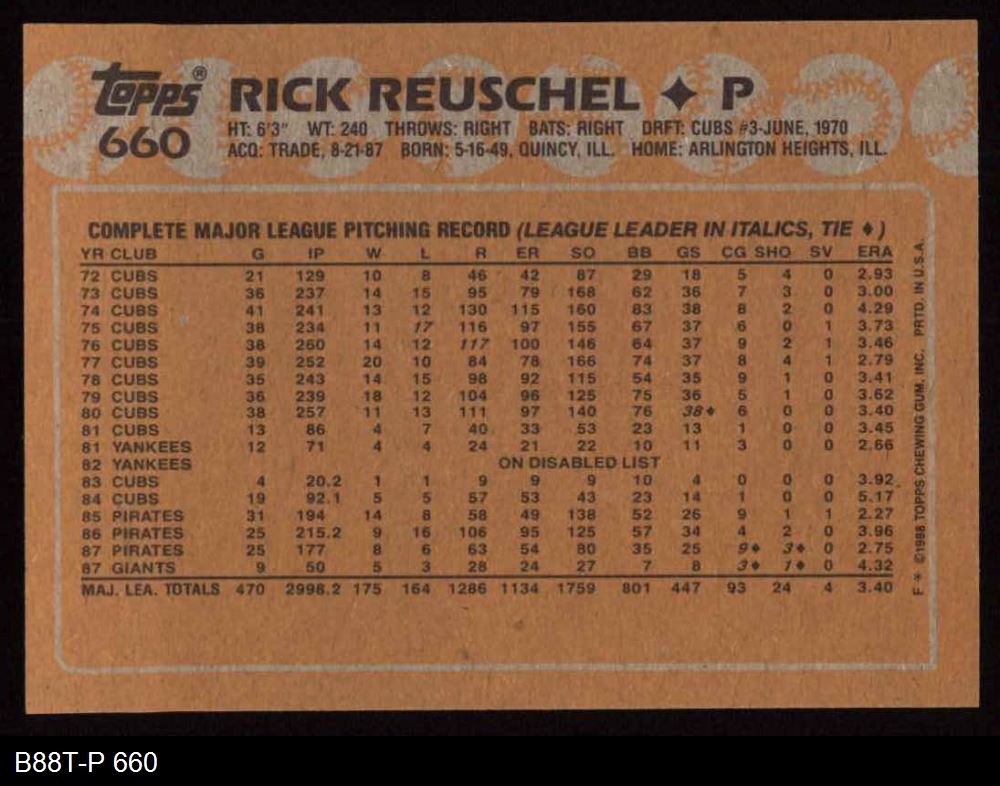 Topps® RICK REUSCHEL ✦ P
660 HT: 6'3" WT: 240 THROWS: RIGHT BATS: RIGHT DRFT: CUBS #3-JUNE, 1970
ACQ: TRADE, 8-21-87 BORN: 5-16-49, QUINCY, ILL. HOME: ARLINGTON HEIGHTS, ILL.
COMPLETE MAJOR LEAGUE PITCHING RECORD (LEAGUE LEADER IN ITALICS, TIE ♦)
YR CLUB G IP W L R ER SO BB GS CG SHO SV ERA
72 CUBS 21 129 10 8 46 42 87 29 18 5 4 0 2.93
73 CUBS 36 237 14 15 95 79 168 62 36 7 3 0 3.00
74 CUBS 41 241 13 12 130 115 160 83 38 8 2 0 4.29
75 CUBS 38 234 11 17 116 97 155 67 37 6 0 1 3.73
76 CUBS 38 260 14 12 117 100 146 64 37 9 2 1 3.46
77 CUBS 39 252 20 10 84 78 166 74 37 8 4 1 2.79
78 CUBS 35 243 14 15 98 92 115 54 35 9 1 0 3.41
79 CUBS 36 239 18 12 104 96 125 75 36 5 1 0 3.62
80 CUBS 38 257 11 13 111 97 140 76 38♦ 6 0 0 3.40
81 CUBS 13 86 4 7 40 33 53 23 13 1 0 0 3.45
81 YANKEES 12 71 4 4 24 21 22 10 11 3 0 0 2.66
82 YANKEES ON DISABLED LIST
83 CUBS 4 20.2 1 1 9 9 9 10 4 0 0 0 3.92
84 CUBS 19 92.1 5 5 57 53 43 23 14 1 0 0 5.17
85 PIRATES 31 194 14 8 58 49 138 52 26 9 1 1 2.27
86 PIRATES 25 215.2 9 16 106 95 125 57 34 4 2 0 3.96
87 PIRATES 25 177 8 6 63 54 80 35 25 9♦ 3♦ 0 2.75
87 GIANTS 9 50 5 3 28 24 27 7 8 3♦ 1♦ 0 4.32
MAJ. LEA. TOTALS 470 2998.2 175 164 1286 1134 1759 801 447 93 24 4 3.40
F * ©1988 TOPPS CHEWING GUM, INC. PRTD. IN U.S.A.
B88T-P 660